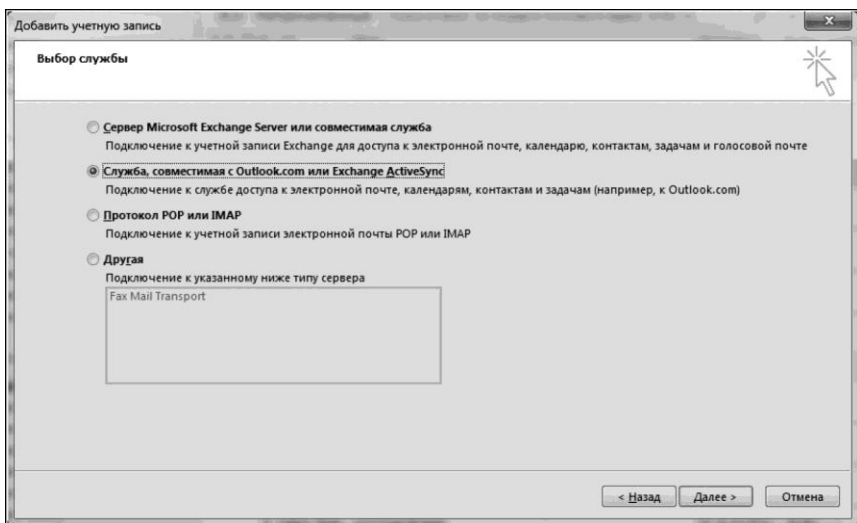 Добавить учетную запись
Выбор службы
Сервер Microsoft Exchange Server или совместимая служба
Подключение к учетной записи Exchange для доступа к электронной почте, календарю, контактам, задачам и голосовой почте
Служба, совместимая с Outlook.com или Exchange ActiveSync
Подключение к службе доступа к электронной почте, календарям, контактам и задачам (например, к Outlook.com)
Протокол POP или IMAP
Подключение к учетной записи электронной почты POP или IMAP
Другая
Подключение к указанному ниже типу сервера
Fax Mail Transport
< Назад Далее > Отмена